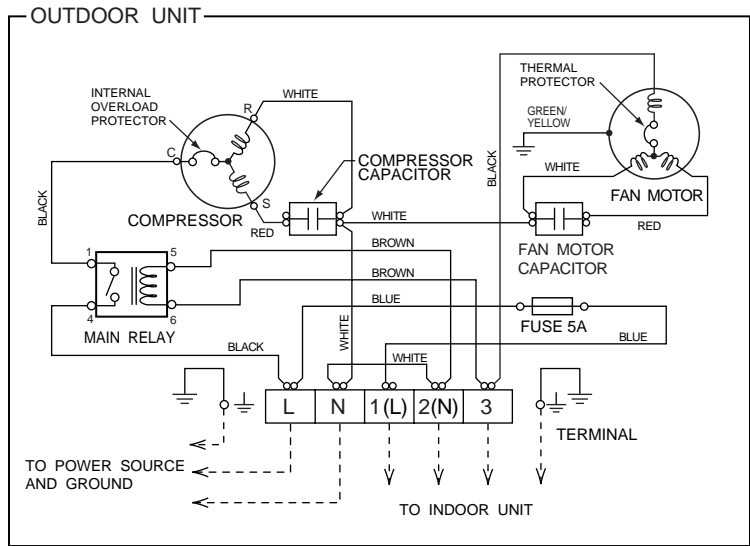 OUTDOOR UNIT
INTERNAL
OVERLOAD
PROTECTOR
R
WHITE
THERMAL
PROTECTOR
GREEN/
YELLOW
C
COMPRESSOR
CAPACITOR
WHITE
BLACK
BLACK
S
COMPRESSOR
RED
WHITE
FAN MOTOR
RED
1
5
BROWN
FAN MOTOR
CAPACITOR
BROWN
4
6
BLUE
FUSE 5A
MAIN RELAY
BLACK
WHITE
WHITE
BLUE
L N 1(L) 2(N) 3
TERMINAL
TO POWER SOURCE
AND GROUND
TO INDOOR UNIT